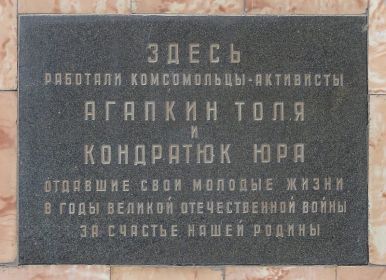 ЗДЕСЬ
РАБОТАЛИ КОМСОМОЛЬЦЫ-АКТИВИСТЫ
АГАПКИН ТОЛЯ
И
КОНДРАТЮК ЮРА
ОТДАВШИЕ СВОИ МОЛОДЫЕ ЖИЗНИ
В ГОДЫ ВЕЛИКОЙ ОТЕЧЕСТВЕННОЙ ВОЙНЫ
ЗА СЧАСТЬЕ НАШЕЙ РОДИНЫ